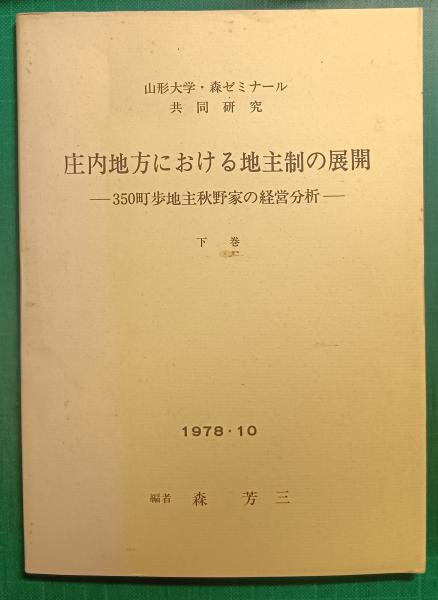 山形大学・森ゼミナール
共同研究
庄内地方における地主制の展開
―350町歩地主秋野家の経営分析―
下巻
1978・10
編者 森芳三